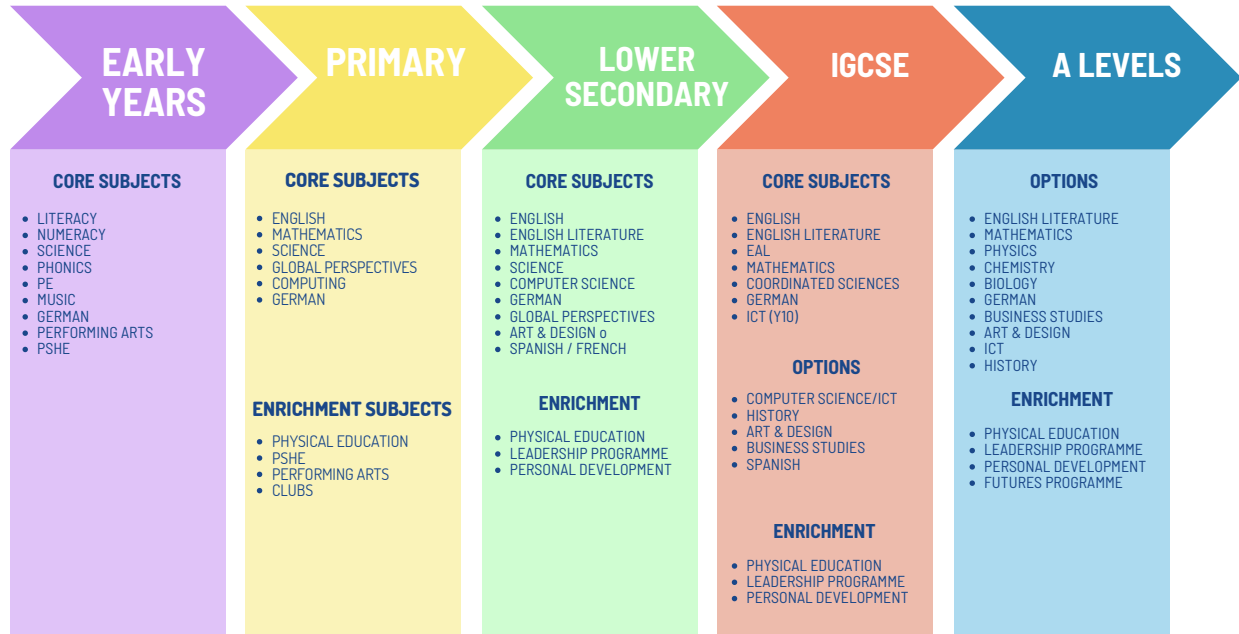 EARLY
YEARS
CORE SUBJECTS
LITERACY
NUMERACY
SCIENCE
PHONICS
PE
MUSIC
GERMAN
PERFORMING ARTS
PSHE
PRIMARY
CORE SUBJECTS
ENGLISH
MATHEMATICS
SCIENCE
GLOBAL PERSPECTIVES
COMPUTING
GERMAN
ENRICHMENT SUBJECTS
PHYSICAL EDUCATION
PSHE
PERFORMING ARTS
CLUBS
LOWER
SECONDARY
CORE SUBJECTS
ENGLISH
ENGLISH LITERATURE
MATHEMATICS
SCIENCE
COMPUTER SCIENCE
GERMAN
GLOBAL PERSPECTIVES
ART & DESIGN o
SPANISH / FRENCH
ENRICHMENT
PHYSICAL EDUCATION
LEADERSHIP PROGRAMME
PERSONAL DEVELOPMENT
IGCSE
CORE SUBJECTS
ENGLISH
ENGLISH LITERATURE
EAL
MATHEMATICS
COORDINATED SCIENCES
GERMAN
ICT (Y10)
OPTIONS
COMPUTER SCIENCE/ICT
HISTORY
ART & DESIGN
BUSINESS STUDIES
SPANISH
ENRICHMENT
PHYSICAL EDUCATION
LEADERSHIP PROGRAMME
PERSONAL DEVELOPMENT
A LEVELS
OPTIONS
ENGLISH LITERATURE
MATHEMATICS
PHYSICS
CHEMISTRY
BIOLOGY
GERMAN
BUSINESS STUDIES
ART & DESIGN
ICT
HISTORY
ENRICHMENT
PHYSICAL EDUCATION
LEADERSHIP PROGRAMME
PERSONAL DEVELOPMENT
FUTURES PROGRAMME